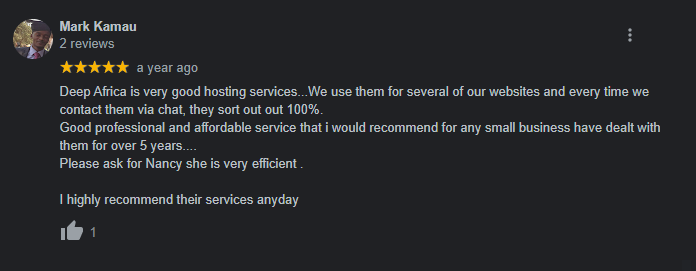 Mark Kamau
2 reviews
a year ago
Deep Africa is very good hosting services...We use them for several of our websites and every time we
contact them via chat, they sort out out 100%.
Good professional and affordable service that i would recommend for any small business have dealt with
them for over 5 years....
Please ask for Nancy she is very efficient .
I highly recommend their services anyday
1